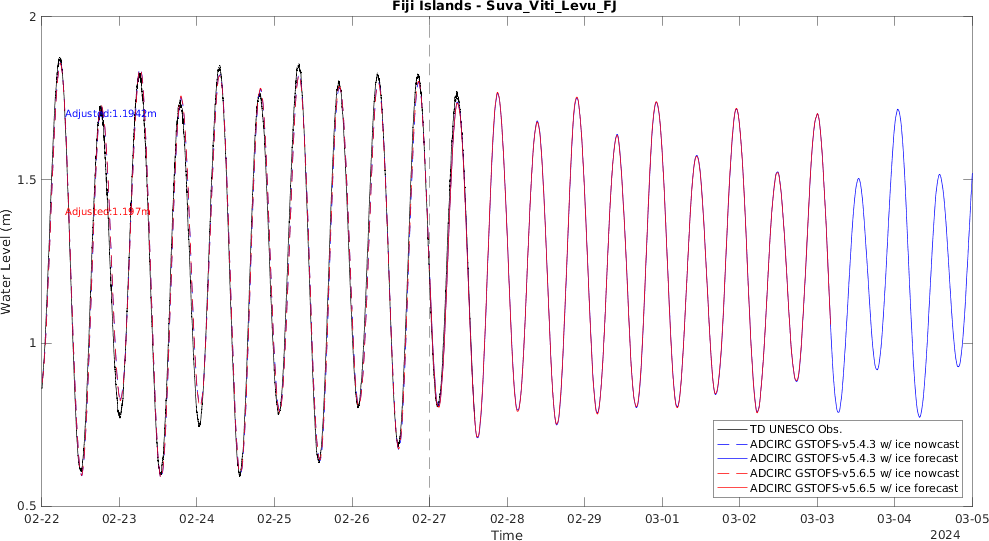 Fiji Islands - Suva_Viti_Levu_FJ
Water Level (m)
2
1.5
1
0.5
Adjusted:1.1942m
Adjusted:1.197m
TD UNESCO Obs.
ADCIRC GSTOFS-v5.4.3 w/ ice nowcast
ADCIRC GSTOFS-v5.4.3 w/ ice forecast
ADCIRC GSTOFS-v5.6.5 w/ ice nowcast
ADCIRC GSTOFS-v5.6.5 w/ ice forecast
02-22 02-23 02-24 02-25 02-26 02-27 02-28 02-29 03-01 03-02 03-03 03-04 03-05
Time
2024